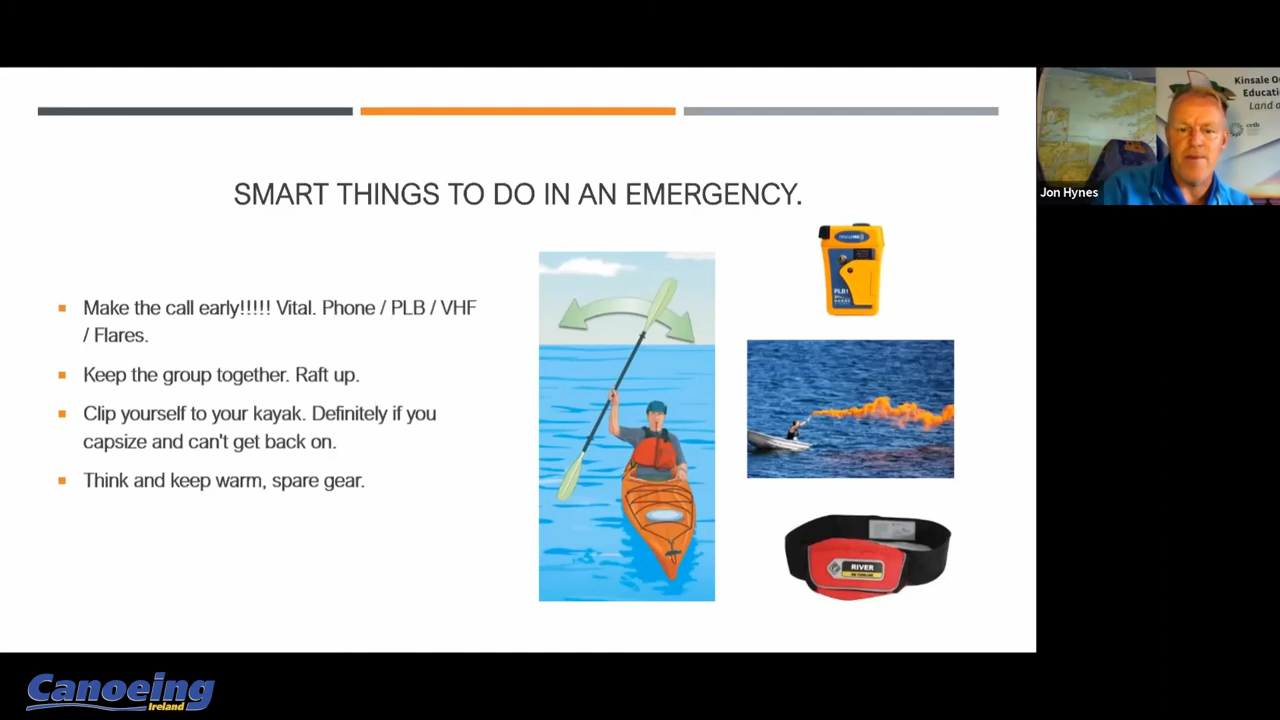 SMART THINGS TO DO IN AN EMERGENCY.
Make the call early!!!!! Vital. Phone / PLB / VHF
/ Flares.
Keep the group together. Raft up.
Clip yourself to your kayak. Definitely if you
capsize and can't get back on.
Think and keep warm, spare gear.
PLB1
RIVER
Kinsale Ou
Educatio
Land a
Jon Hynes
Canoeing
Ireland